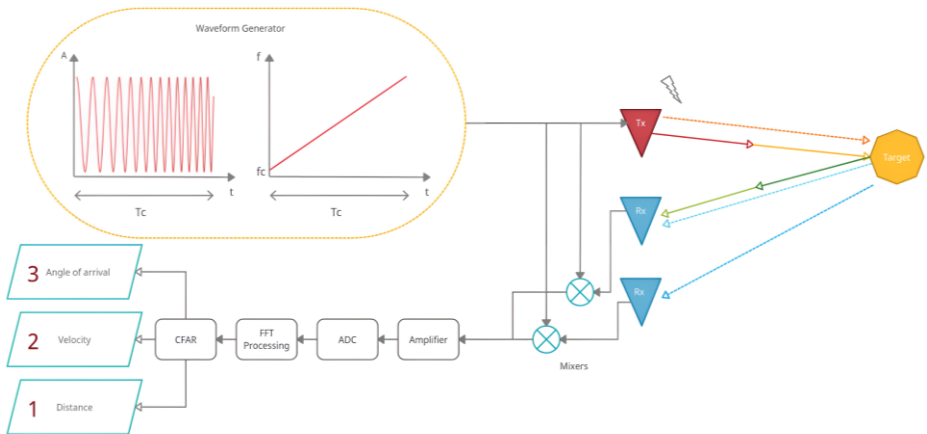 Waveform Generator
A
f
fc
t
t
Tc
Tc
Tx
Target
Rx
Rx
Mixers
3 Angle of arrival
2 Velocity
1 Distance
CFAR
FFT
Processing
ADC
Amplifier